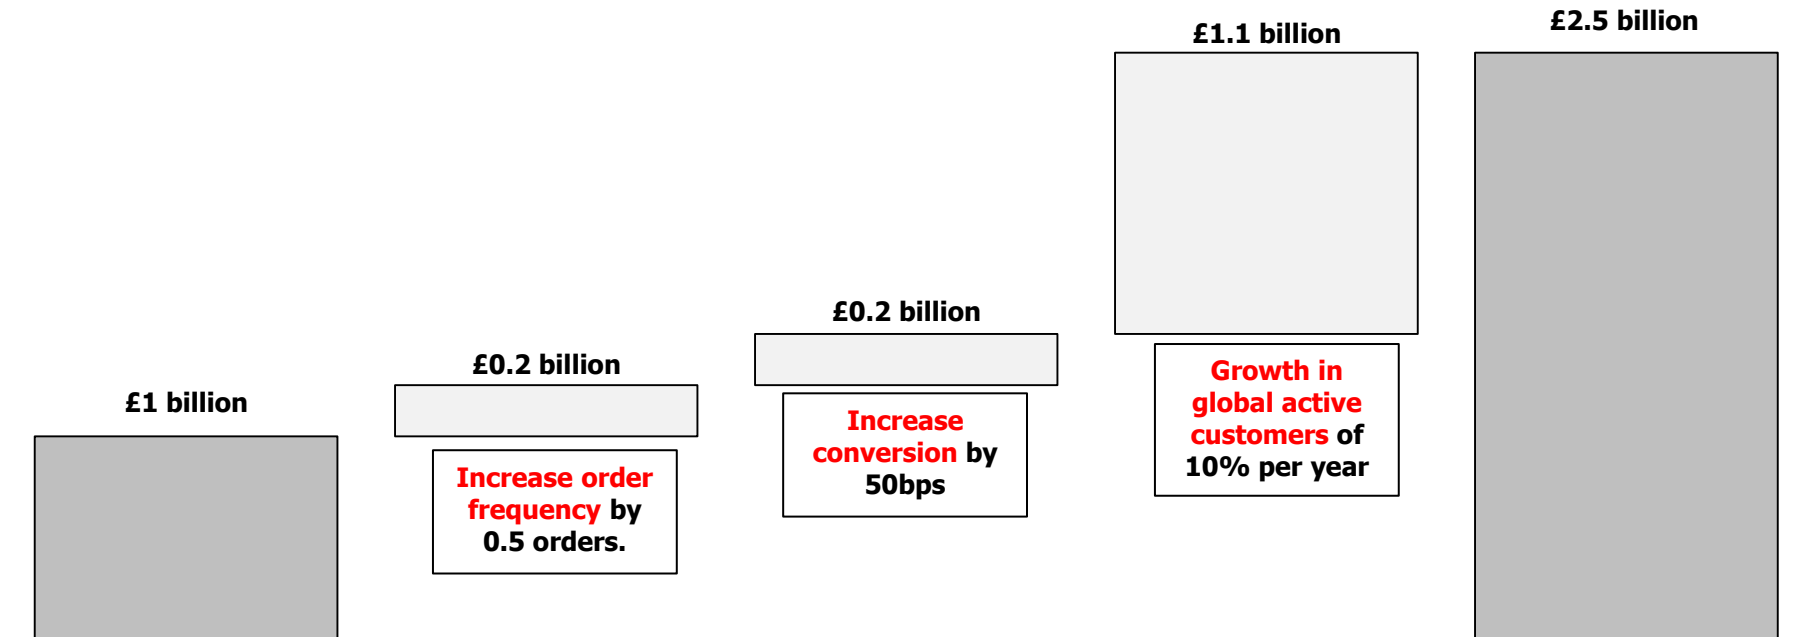 £1 billion
£0.2 billion
Increase order
frequency by
0.5 orders.
£0.2 billion
Increase
conversion by
50bps
£1.1 billion
Growth in
global active
customers of
10% per year
£2.5 billion